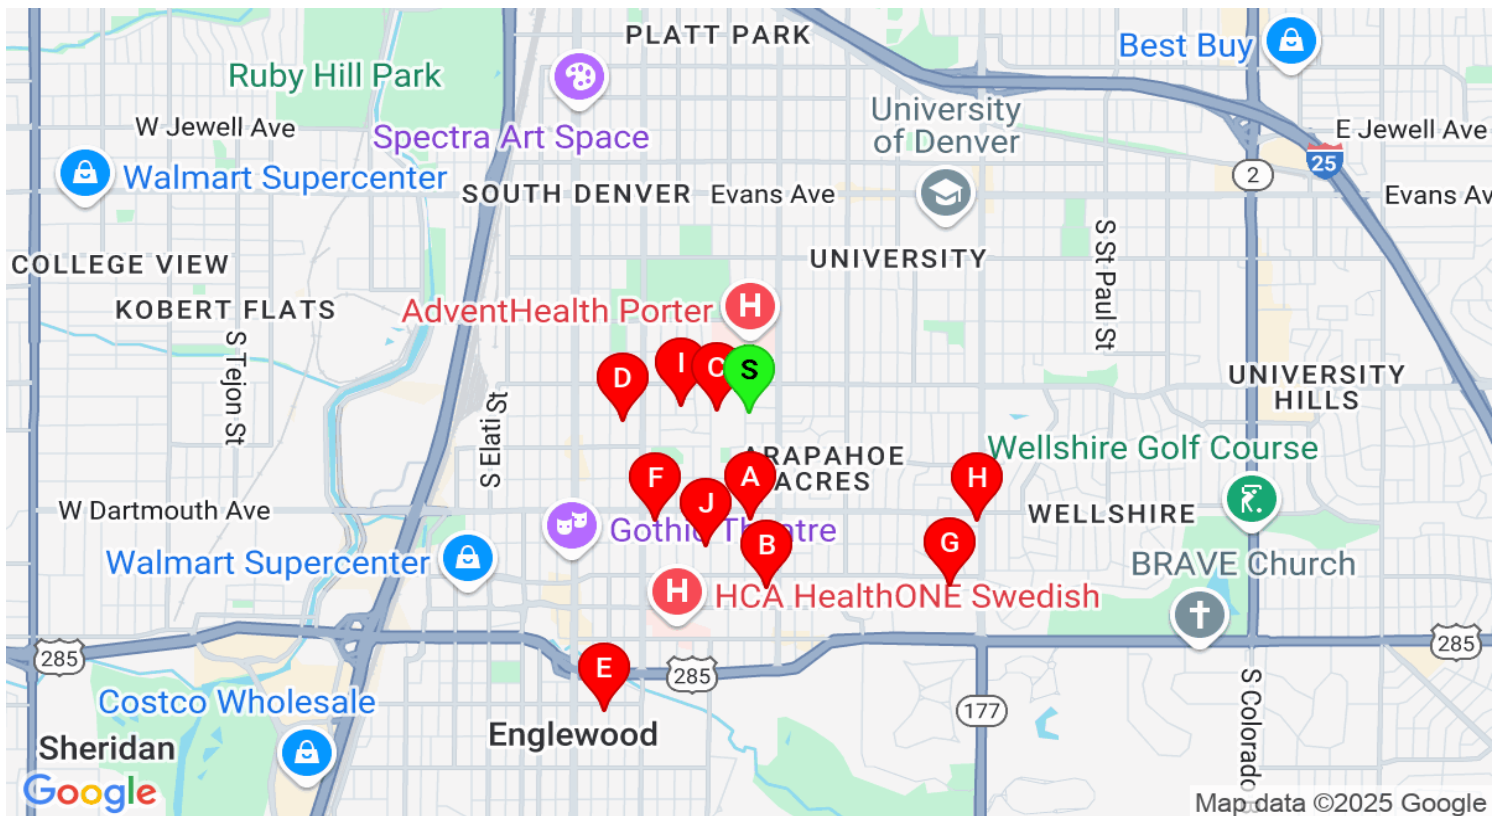 PLATT PARK
Best Buy
Ruby Hill Park
University
of Denver
W Jewell Ave
E Jewell Ave
Spectra Art Space
25
Walmart Supercenter
2
SOUTH DENVER
Evans Ave
Evans Av
S St Paul St
COLLEGE VIEW
UNIVERSITY
KOBERT FLATS
AdventHealth Porter
H
S Tejon St
D
I
C
S
UNIVERSITY
HILLS
S Elati St
Wellshire Golf Course
ARAPAHOE
ACRES
F
A
H
J
W Dartmouth Ave
WELLSHIRE
Gothic Theatre
B
G
Walmart Supercenter
BRAVE Church
H
HCA HealthONE Swedish
285
285
285
E
S Colorado B
Costco Wholesale
177
Englewood
Sheridan
Google
Map data ©2025 Google